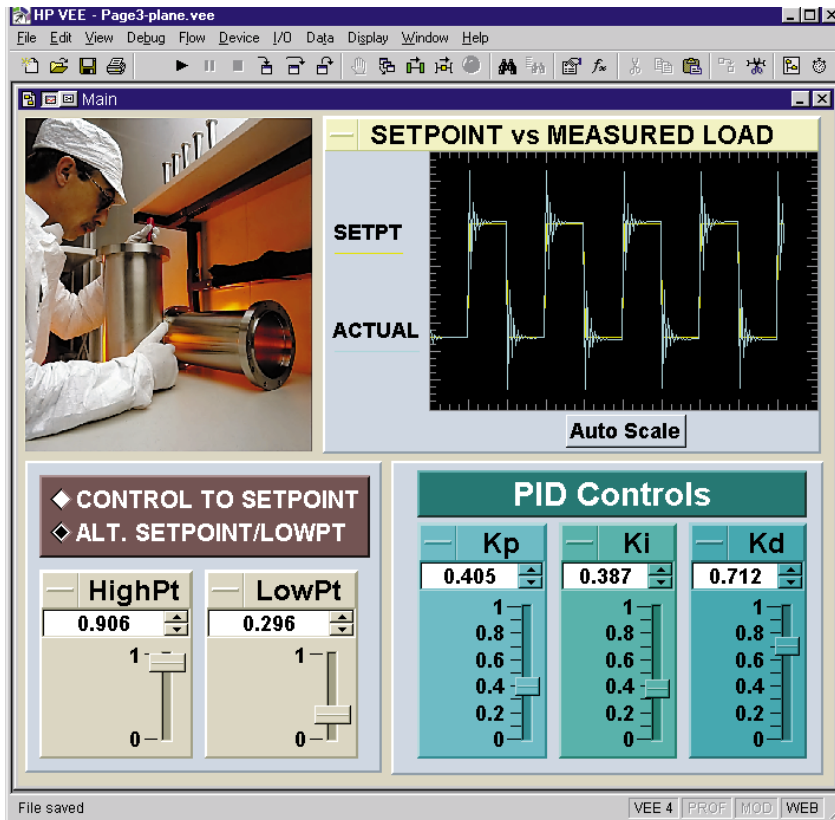 HP VEE - Page3-plane.vee
File Edit View Debug Flow Device I/O Data Display Window Help
Main
SETPOINT vs MEASURED LOAD
SETPT
ACTUAL
Auto Scale
CONTROL TO SETPOINT
ALT. SETPOINT/LOWPT
HighPt
0.906
1
0
LowPt
0.296
1
0
PID Controls
Kp
0.405
1
0.8
0.6
0.4
0.2
0
Ki
0.387
1
0.8
0.6
0.4
0.2
0
Kd
0.712
1
0.8
0.6
0.4
0.2
0
File saved
VEE 4 PROF MOD WEB